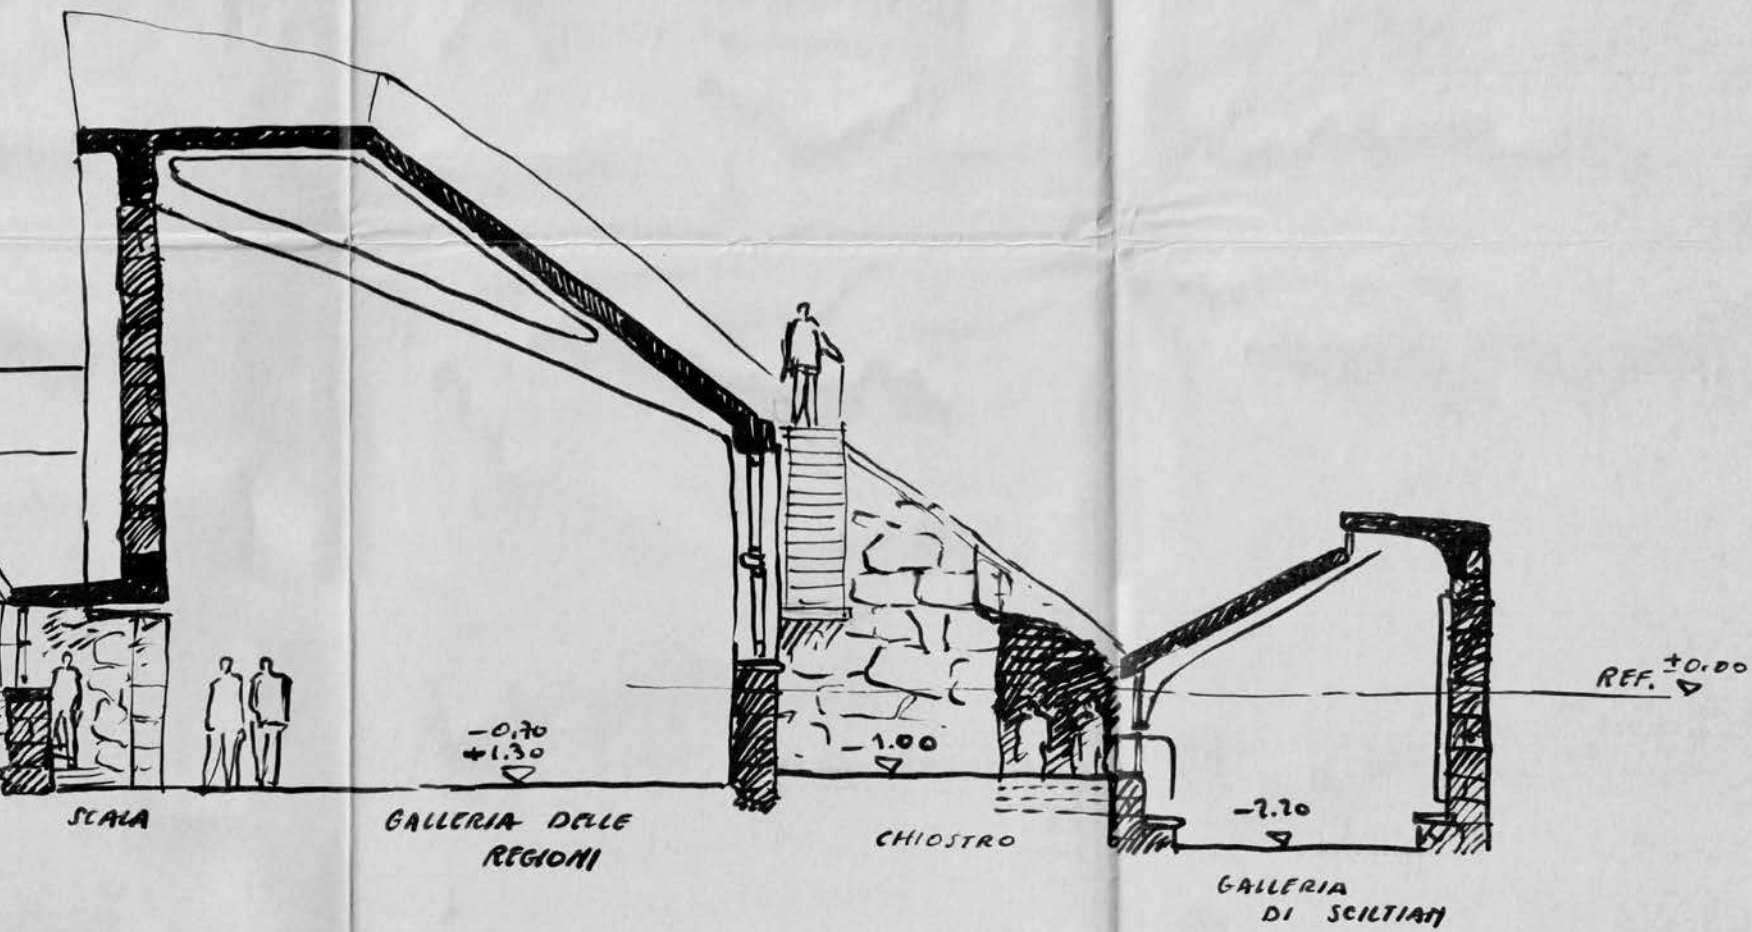 REF. ±0.00
-0.70
+1.30
-1.00
-2.20
SCALA
GALLERIA DELLE
REGIONI
CHIOSTRO
GALLERIA
DI SCILTIAN